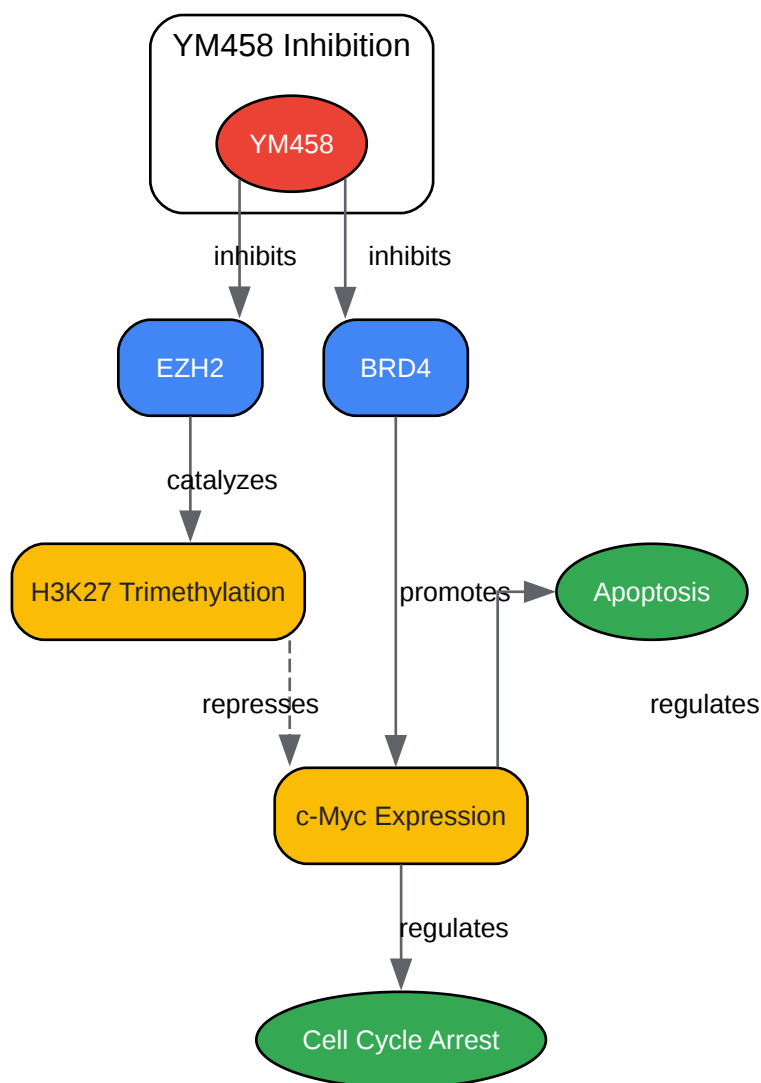 YM458 Inhibition
YM458
inhibits
inhibits
EZH2
BRD4
catalyzes
H3K27 Trimethylation
promotes
Apoptosis
represses
regulates
c-Myc Expression
regulates
Cell Cycle Arrest